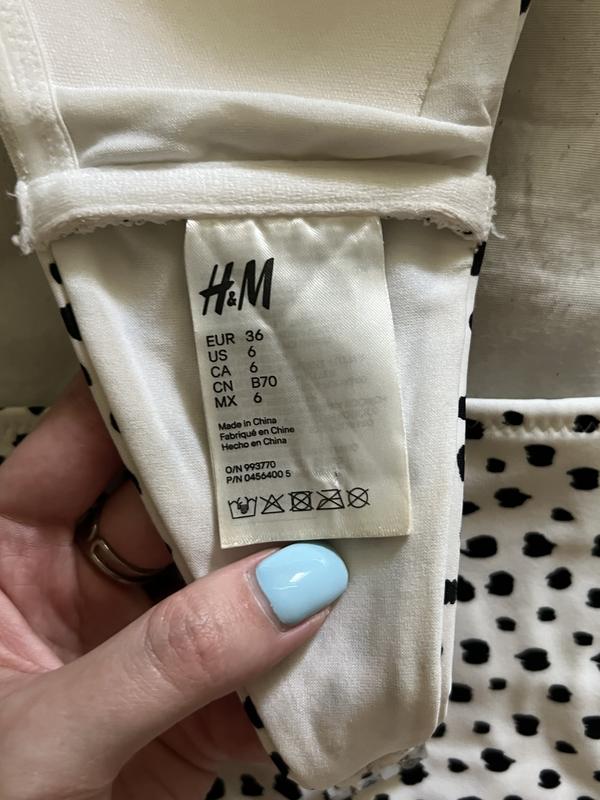 H&M
EUR 36
US 6
CA 6
CN B70
MX 6
Made in China
Fabriqué en Chine
Hecho en China
O/N 993770
P/N 0456400 5